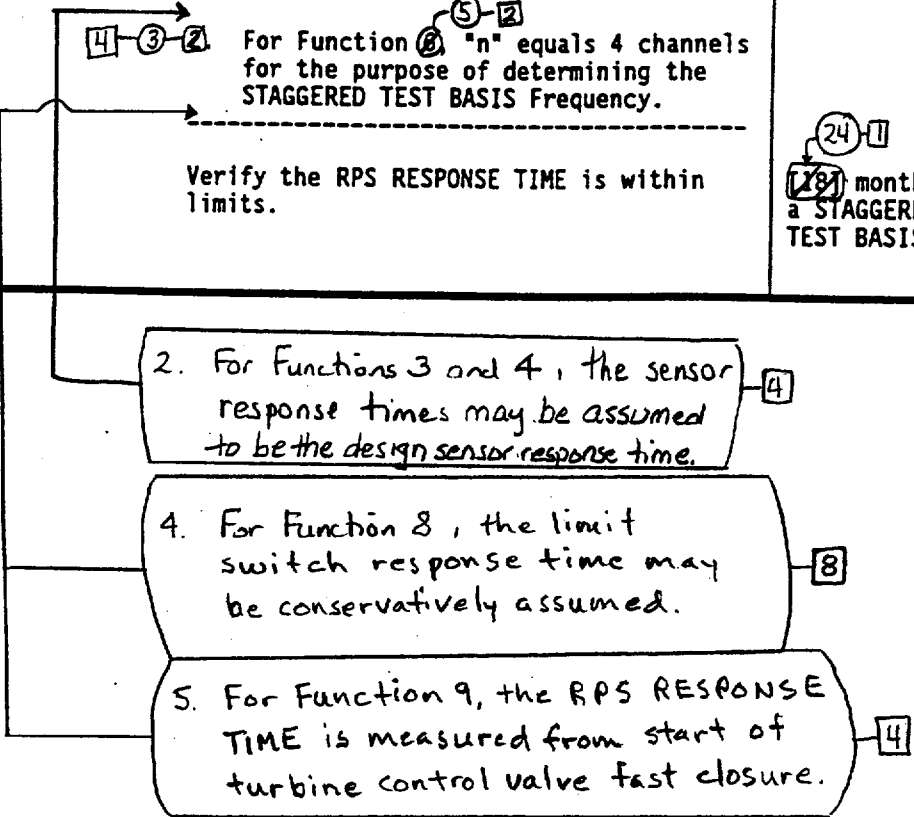 5 2
4 3 2. For Function 6, "n" equals 4 channels
for the purpose of determining the
STAGGERED TEST BASIS Frequency.
24 1
Verify the RPS RESPONSE TIME is within
limits.
[18] month
a STAGGER
TEST BASIS
2. For Functions 3 and 4, the sensor
response times may be assumed
to be the design sensor response time.
4
4. For Function 8, the limit
switch response time may
be conservatively assumed.
8
5. For Function 9, the RPS RESPONSE
TIME is measured from start of
turbine control valve fast closure.
4